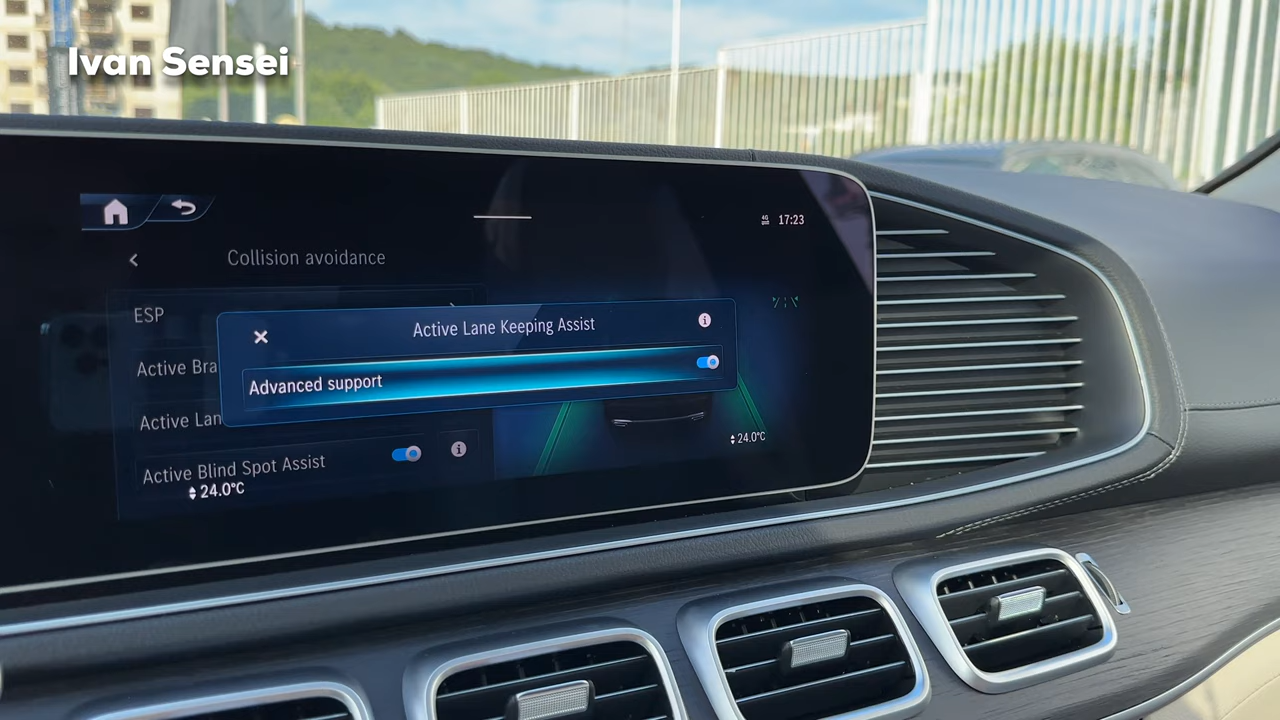 Ivan Sensei
4G 17:23
Collision avoidance
ESP
Active Lane Keeping Assist
Active Bra
Advanced support
Active Lan
24.0°C
Active Blind Spot Assist
24.0°C